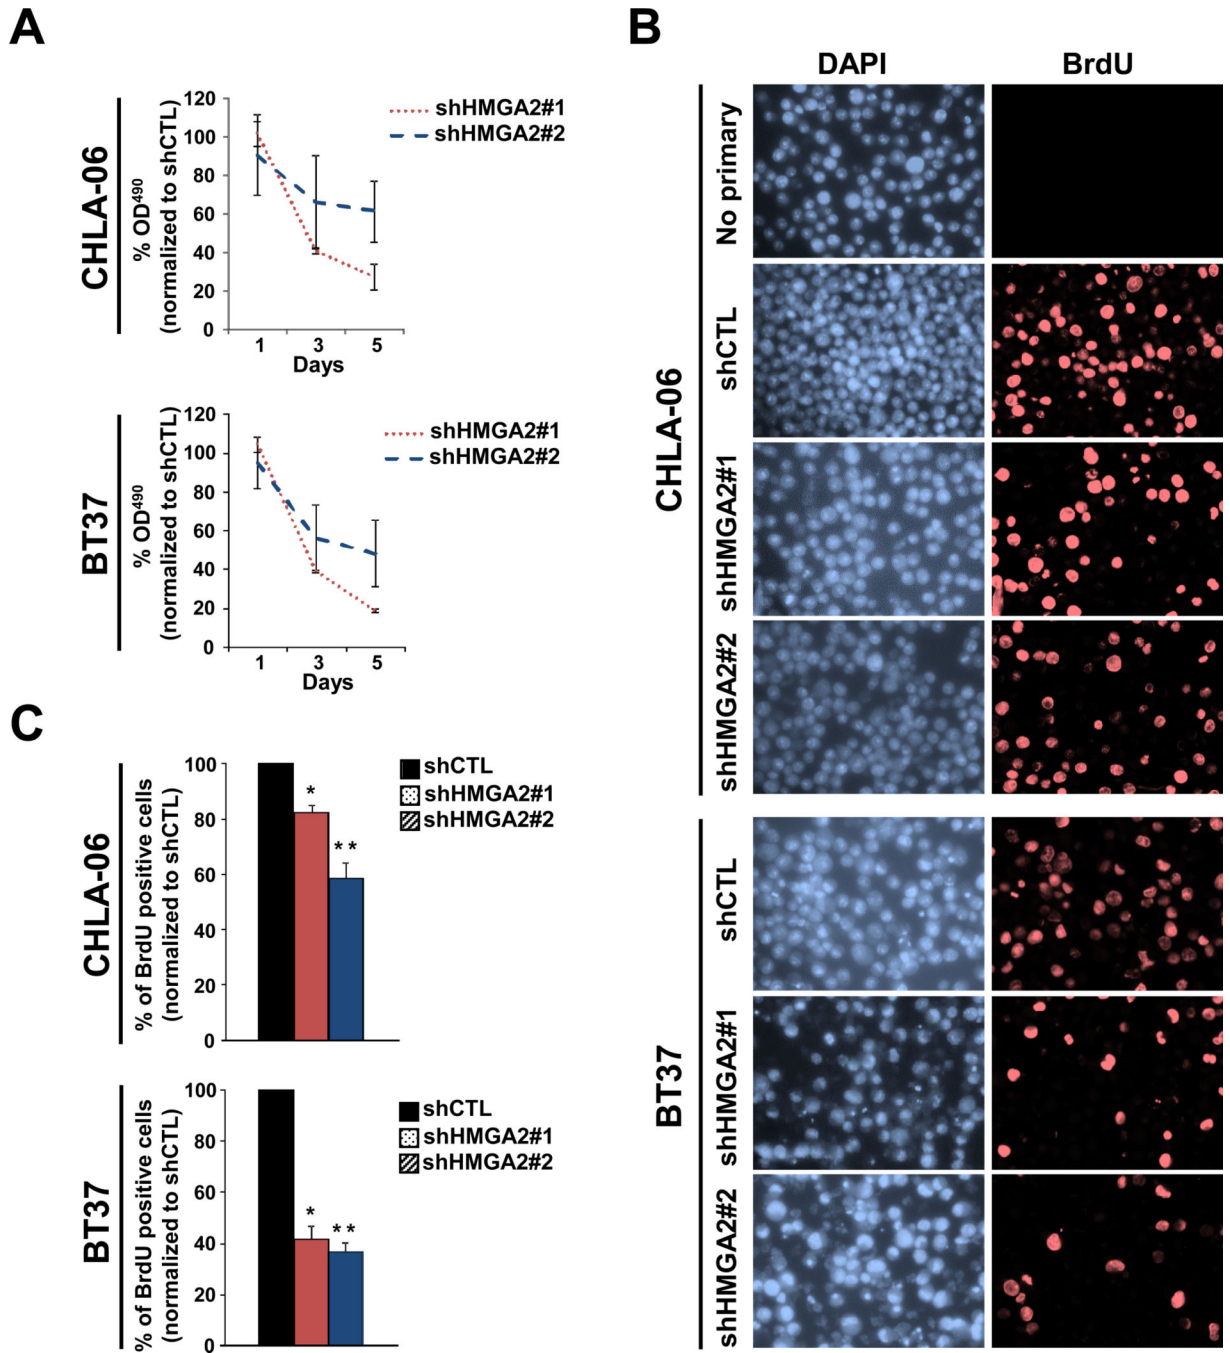 A
CHLA-06
% OD490
(normalized to shCTL)
120
100
80
60
40
20
0
1 3 5
Days
shHMGA2#1
shHMGA2#2
BT37
% OD490
(normalized to shCTL)
120
100
80
60
40
20
0
1 3 5
Days
shHMGA2#1
shHMGA2#2
B
DAPI BrdU
CHLA-06
No primary
shCTL
shHMGA2#1
shHMGA2#2
BT37
shCTL
shHMGA2#1
shHMGA2#2
C
CHLA-06
% of BrdU positive cells
(normalized to shCTL)
100
80
60
40
20
0
*
**
shCTL
shHMGA2#1
shHMGA2#2
BT37
% of BrdU positive cells
(normalized to shCTL)
100
80
60
40
20
0
*
**
shCTL
shHMGA2#1
shHMGA2#2